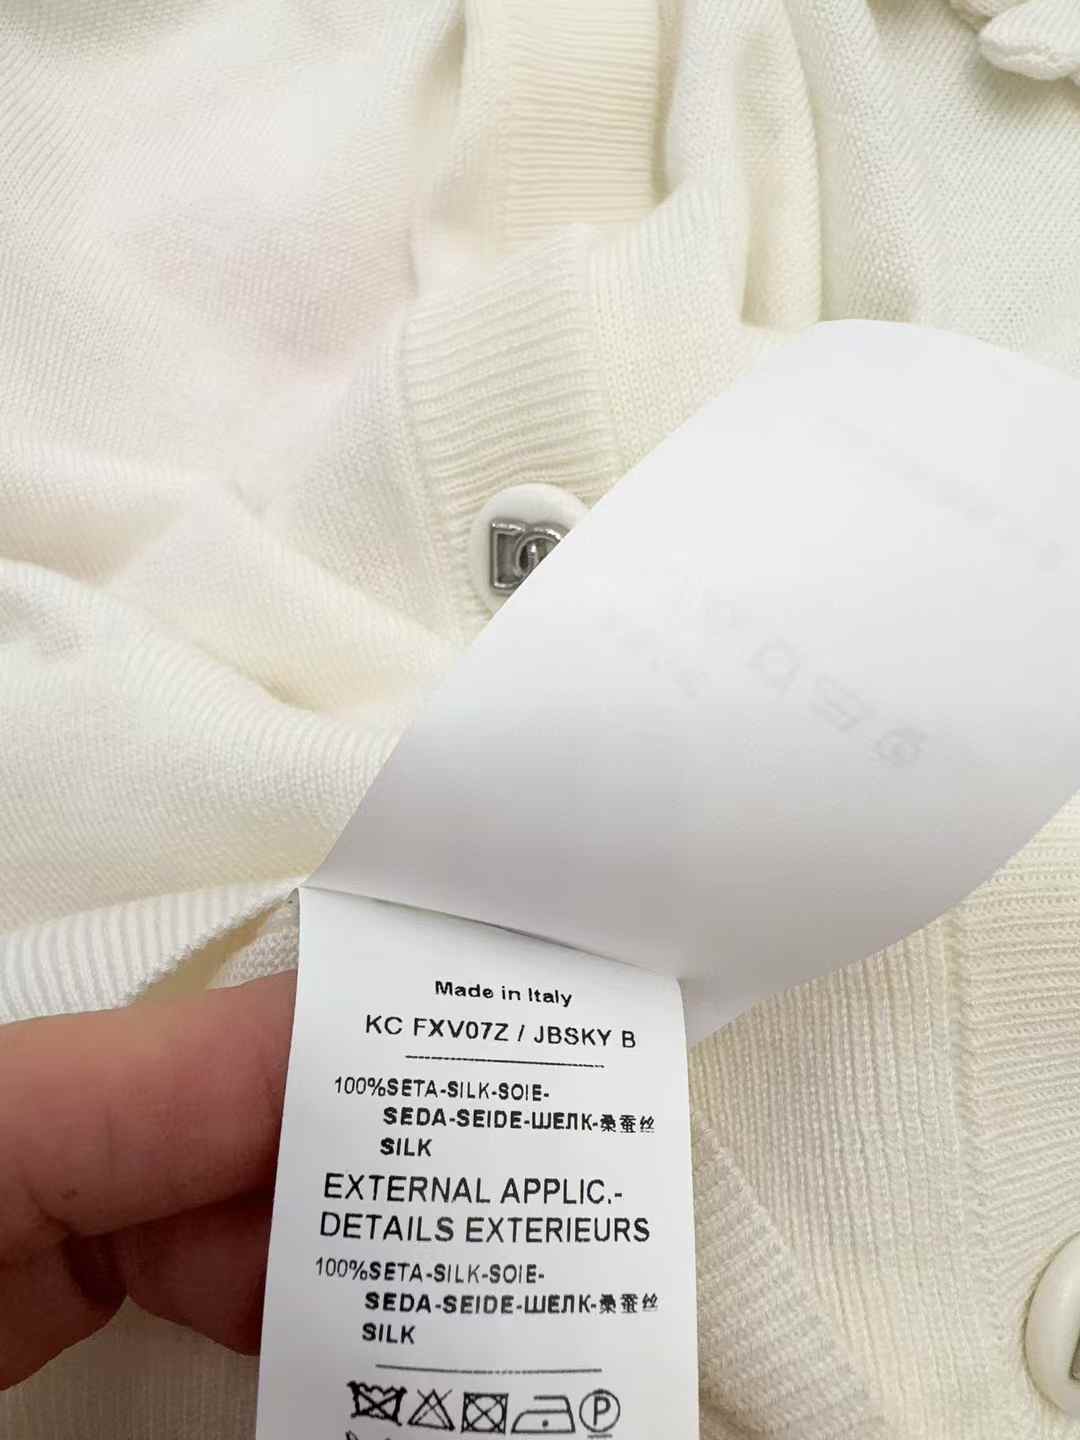 DG
Made in Italy
KC FXV07Z / JBSKY B
100%SETA-SILK-SOIE-
SEDA-SEIDE-ШЕЛК-桑蚕丝
SILK
EXTERNAL APPLIC.-
DETAILS EXTERIEURS
100%SETA-SILK-SOIE-
SEDA-SEIDE-ШЕЛК-桑蚕丝
SILK
P